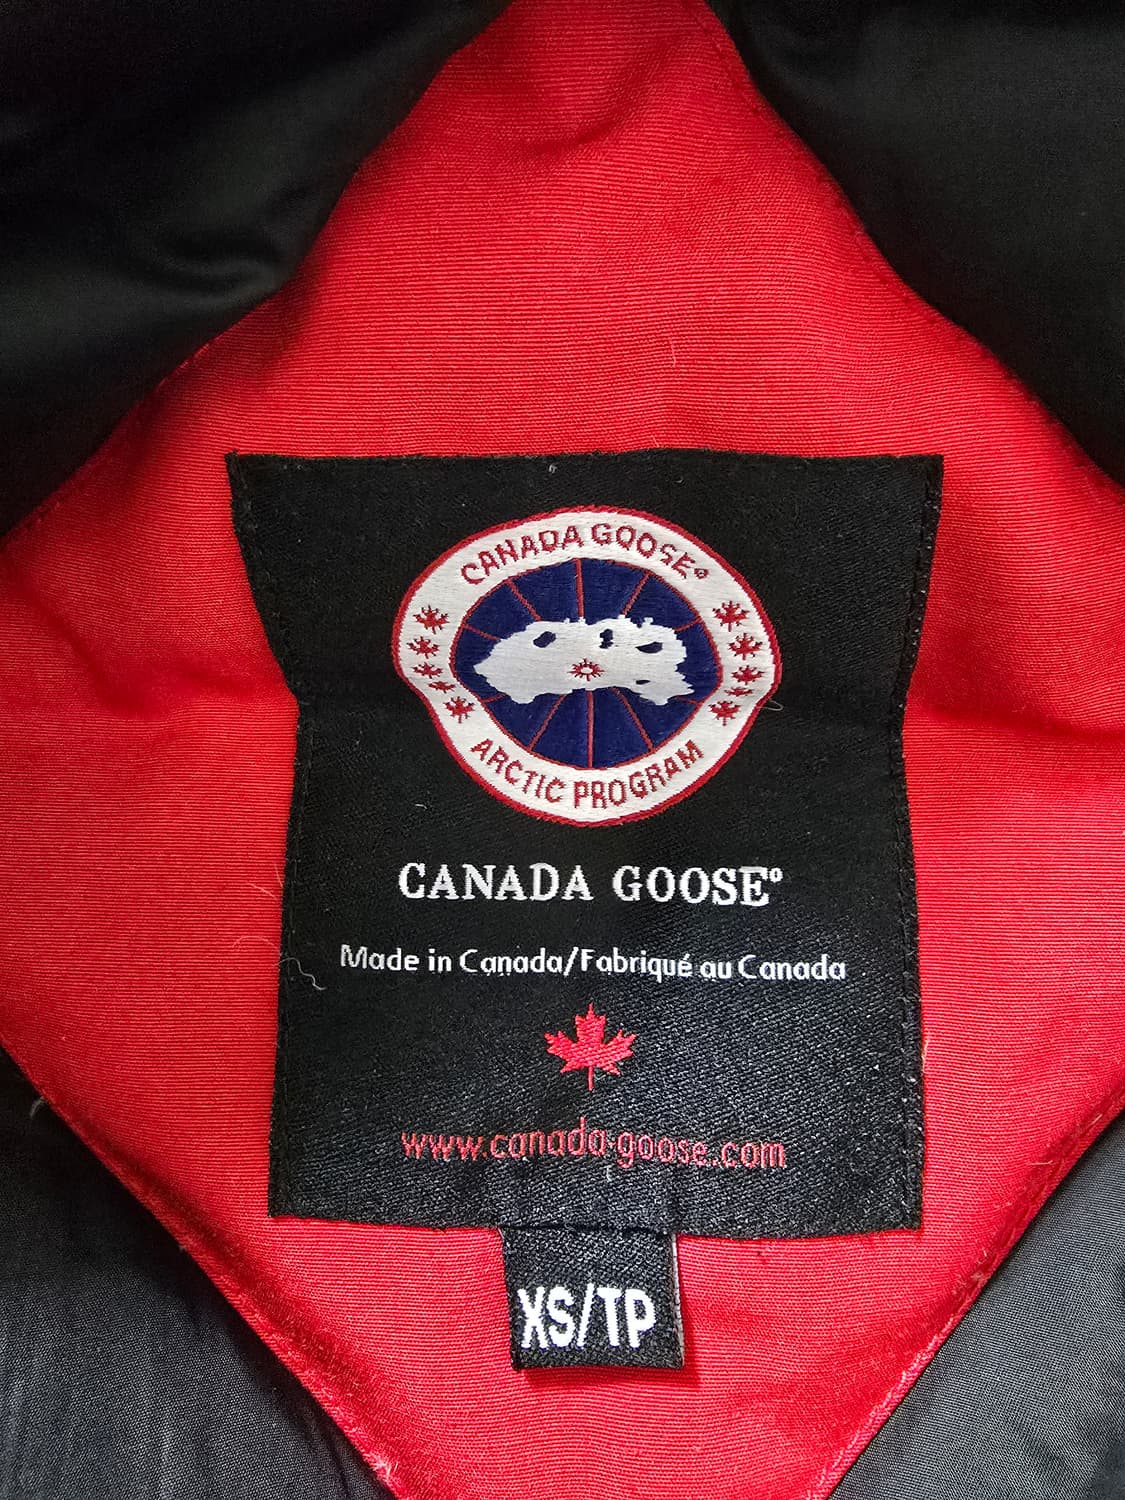 CANADA GOOSE®
ARCTIC PROGRAM
CANADA GOOSE®
Made in Canada/Fabriqué au Canada
www.canada-goose.com
XS/TP